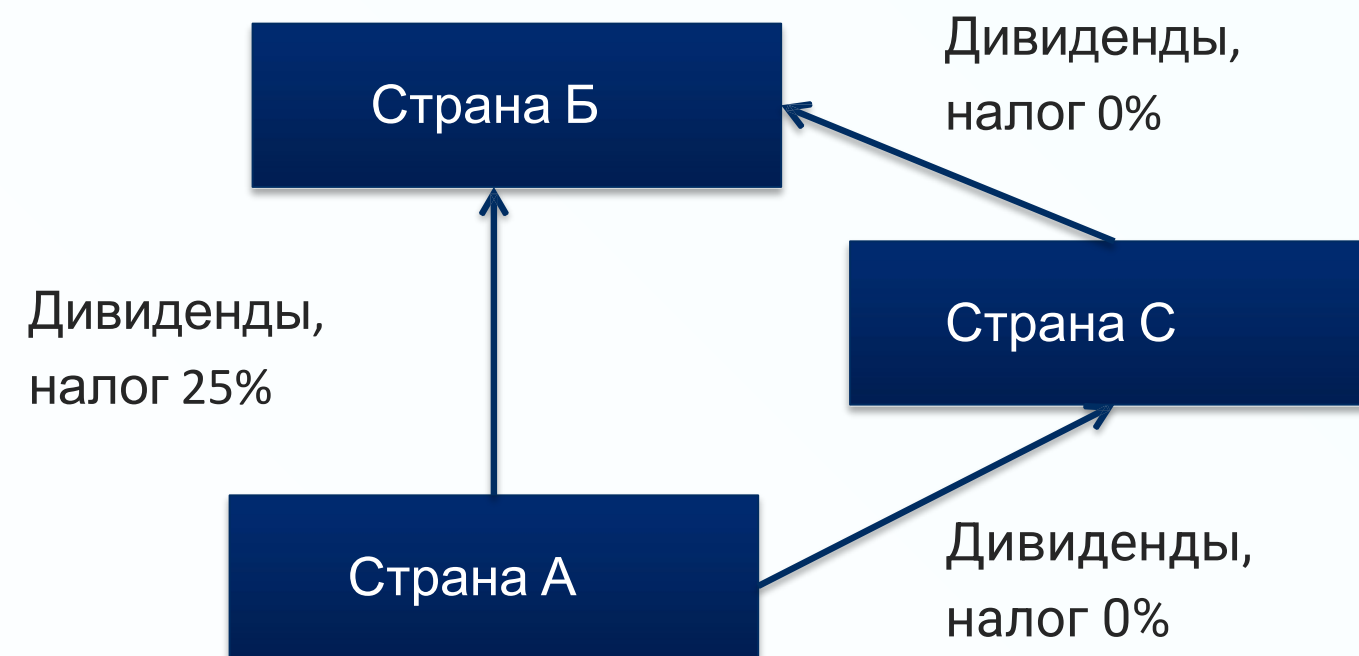 Дивиденды,
налог 0%
Страна Б
Дивиденды,
налог 25%
Страна С
Страна А
Дивиденды,
налог 0%